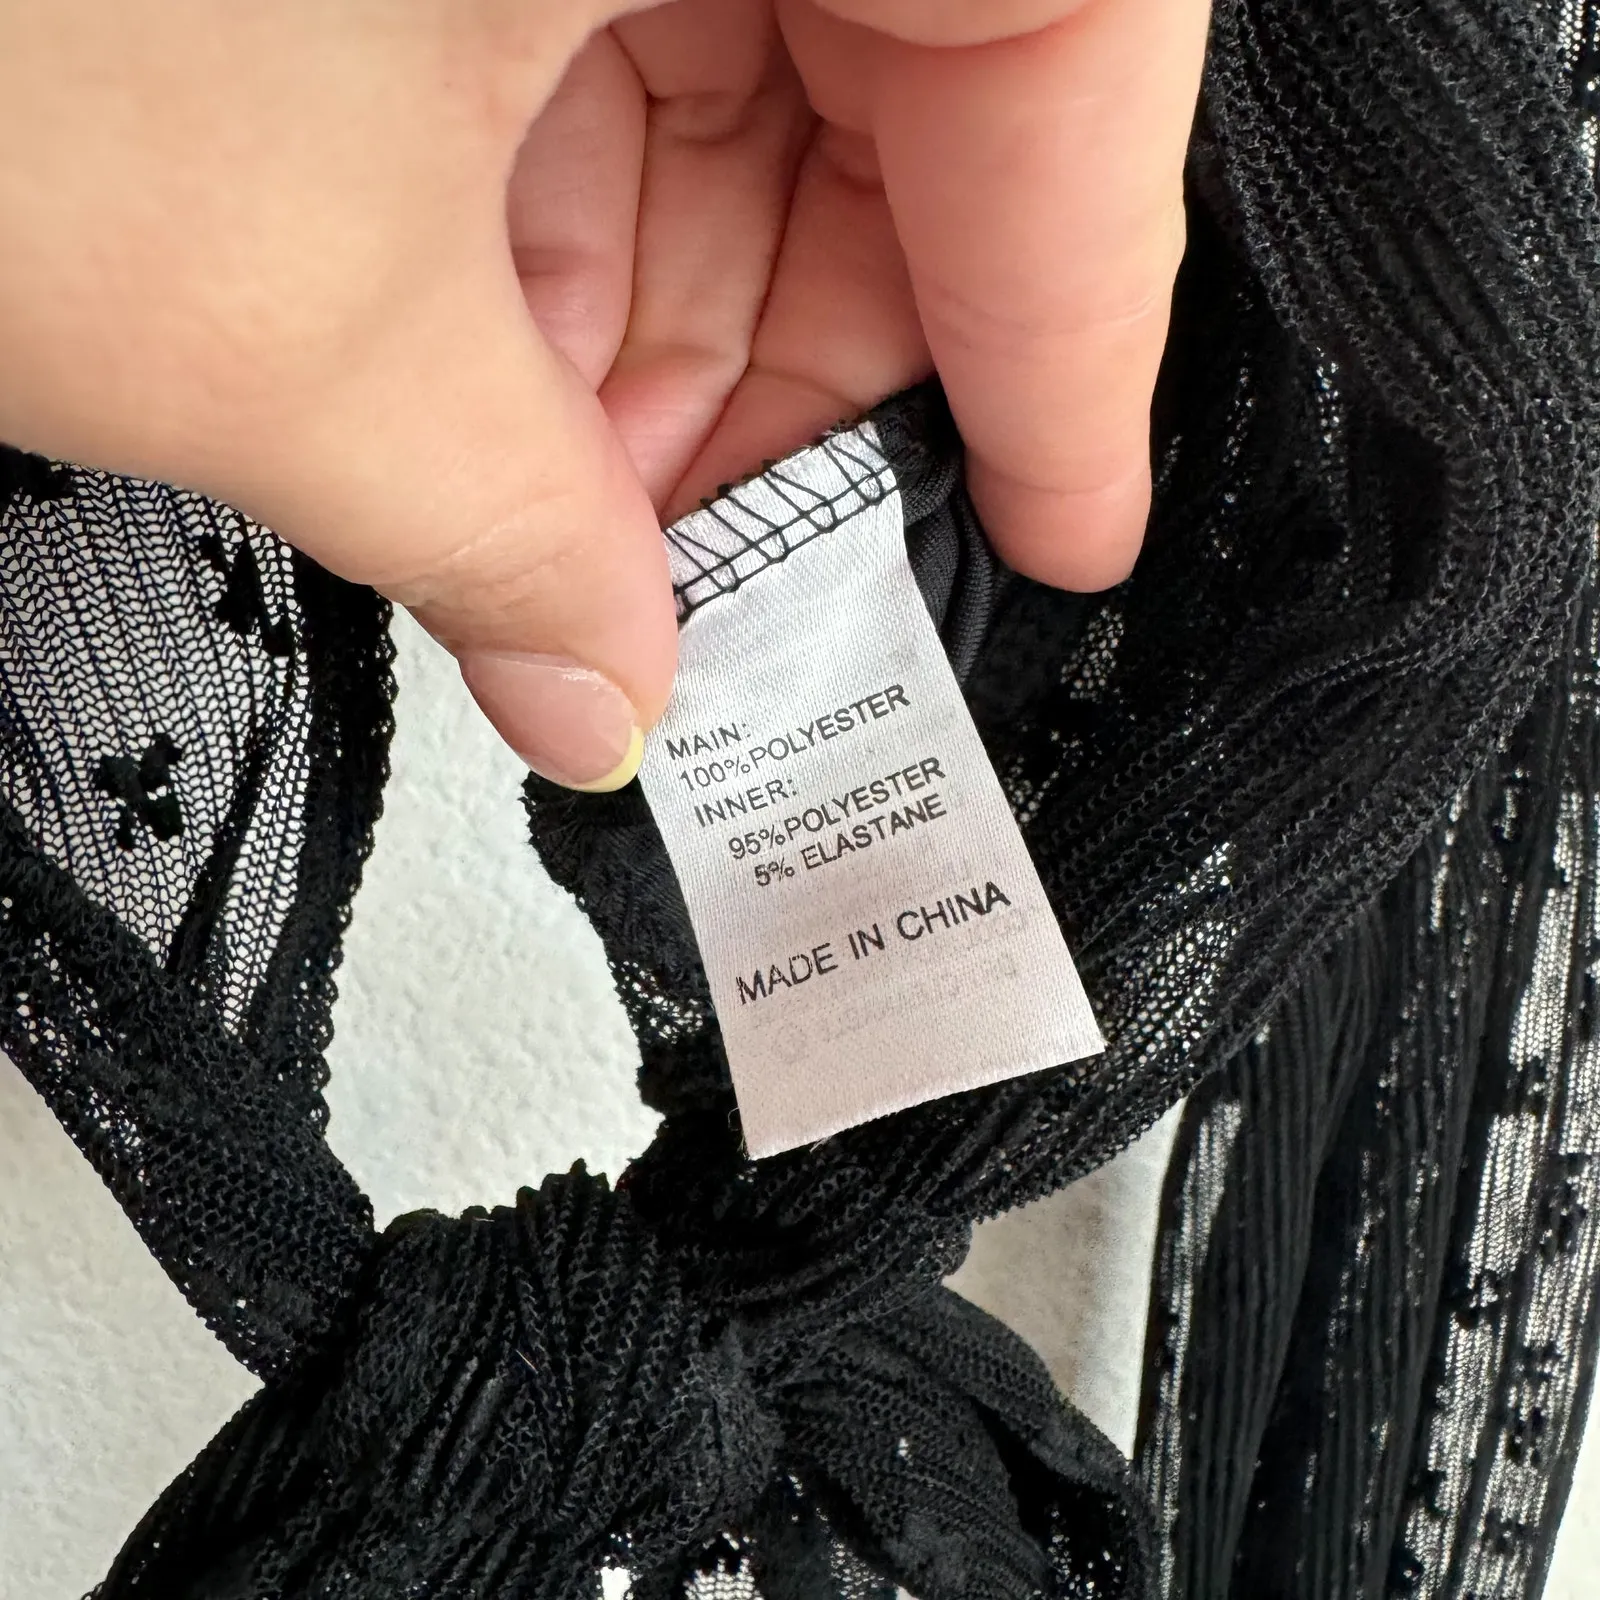 MAIN:
100%POLYESTER
INNER:
95%POLYESTER
5% ELASTANE
MADE IN CHINA